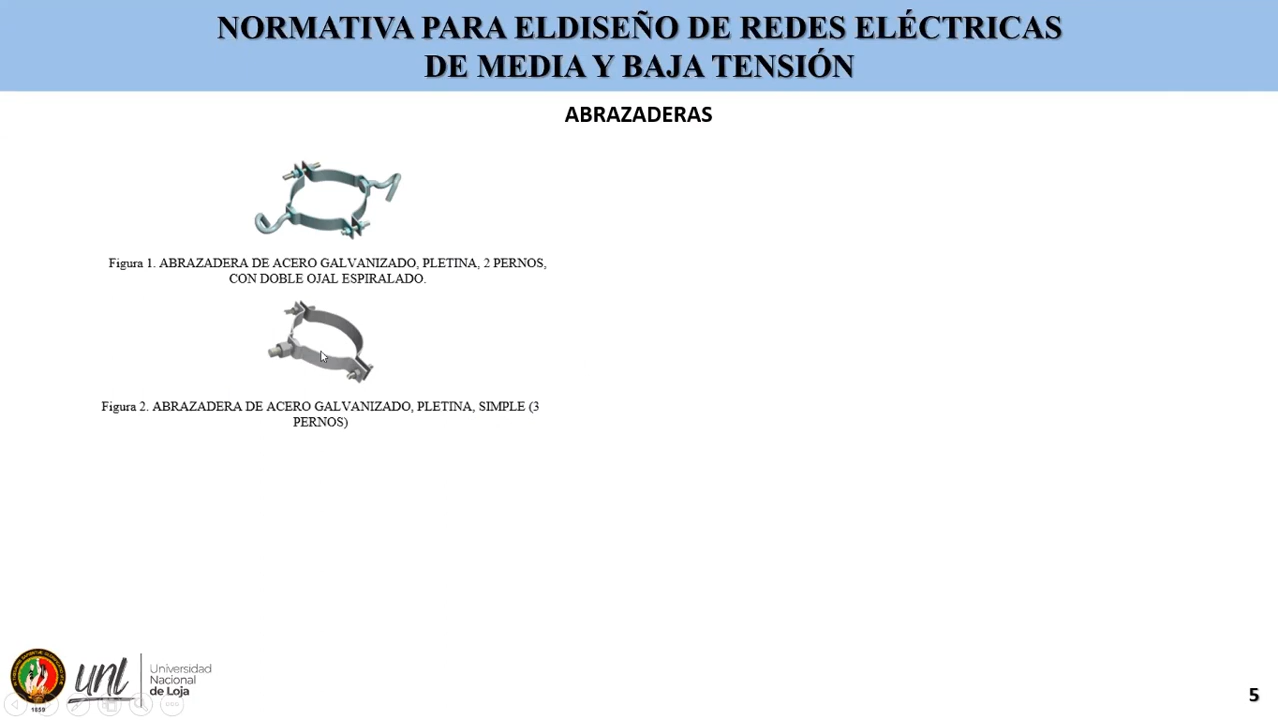 NORMATIVA PARA ELDISEÑO DE REDES ELÉCTRICAS
DE MEDIA Y BAJA TENSIÓN
ABRAZADERAS
Figura 1. ABRAZADERA DE ACERO GALVANIZADO, PLETINA, 2 PERNOS,
CON DOBLE OJAL ESPIRALADO.
Figura 2. ABRAZADERA DE ACERO GALVANIZADO, PLETINA, SIMPLE (3
PERNOS)
1859
unl
Universidad
Nacional
de Loja
5